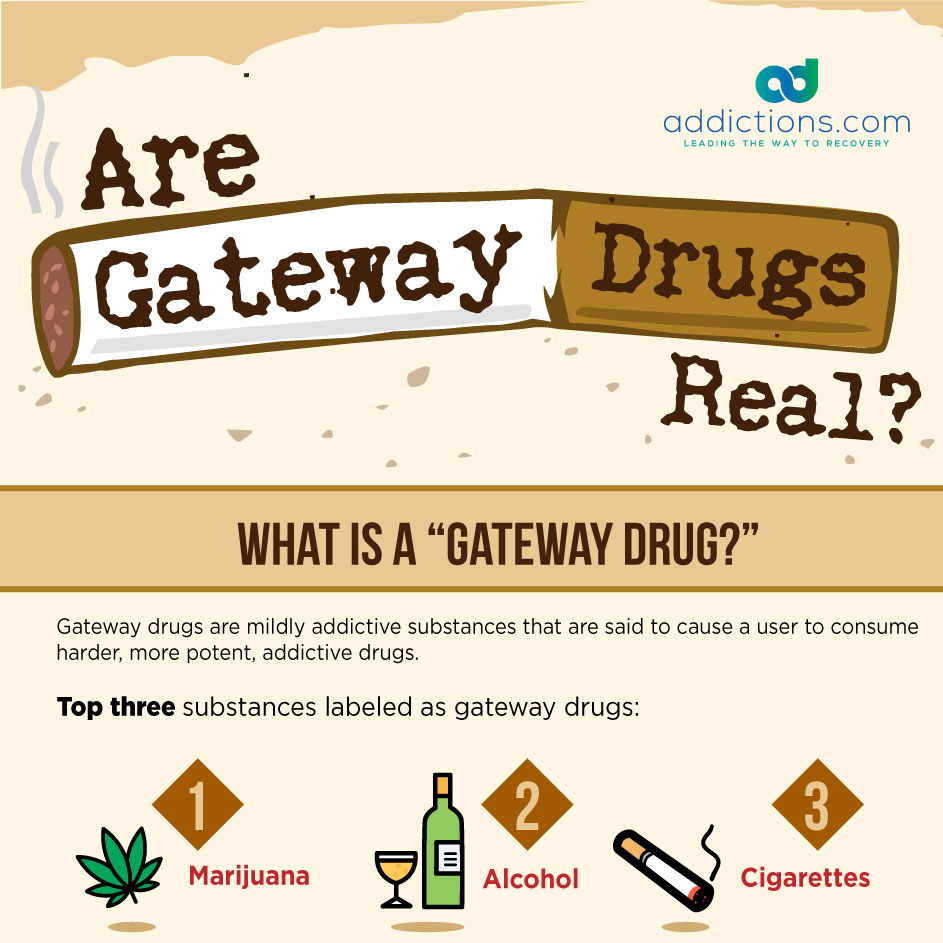 ad
addictions.com
LEADING THE WAY TO RECOVERY
Are
Gateway Drugs
Real?
WHAT IS A “GATEWAY DRUG?”
Gateway drugs are mildly addictive substances that are said to cause a user to consume
harder, more potent, addictive drugs.
Top three substances labeled as gateway drugs:
1
Marijuana
2
Alcohol
3
Cigarettes